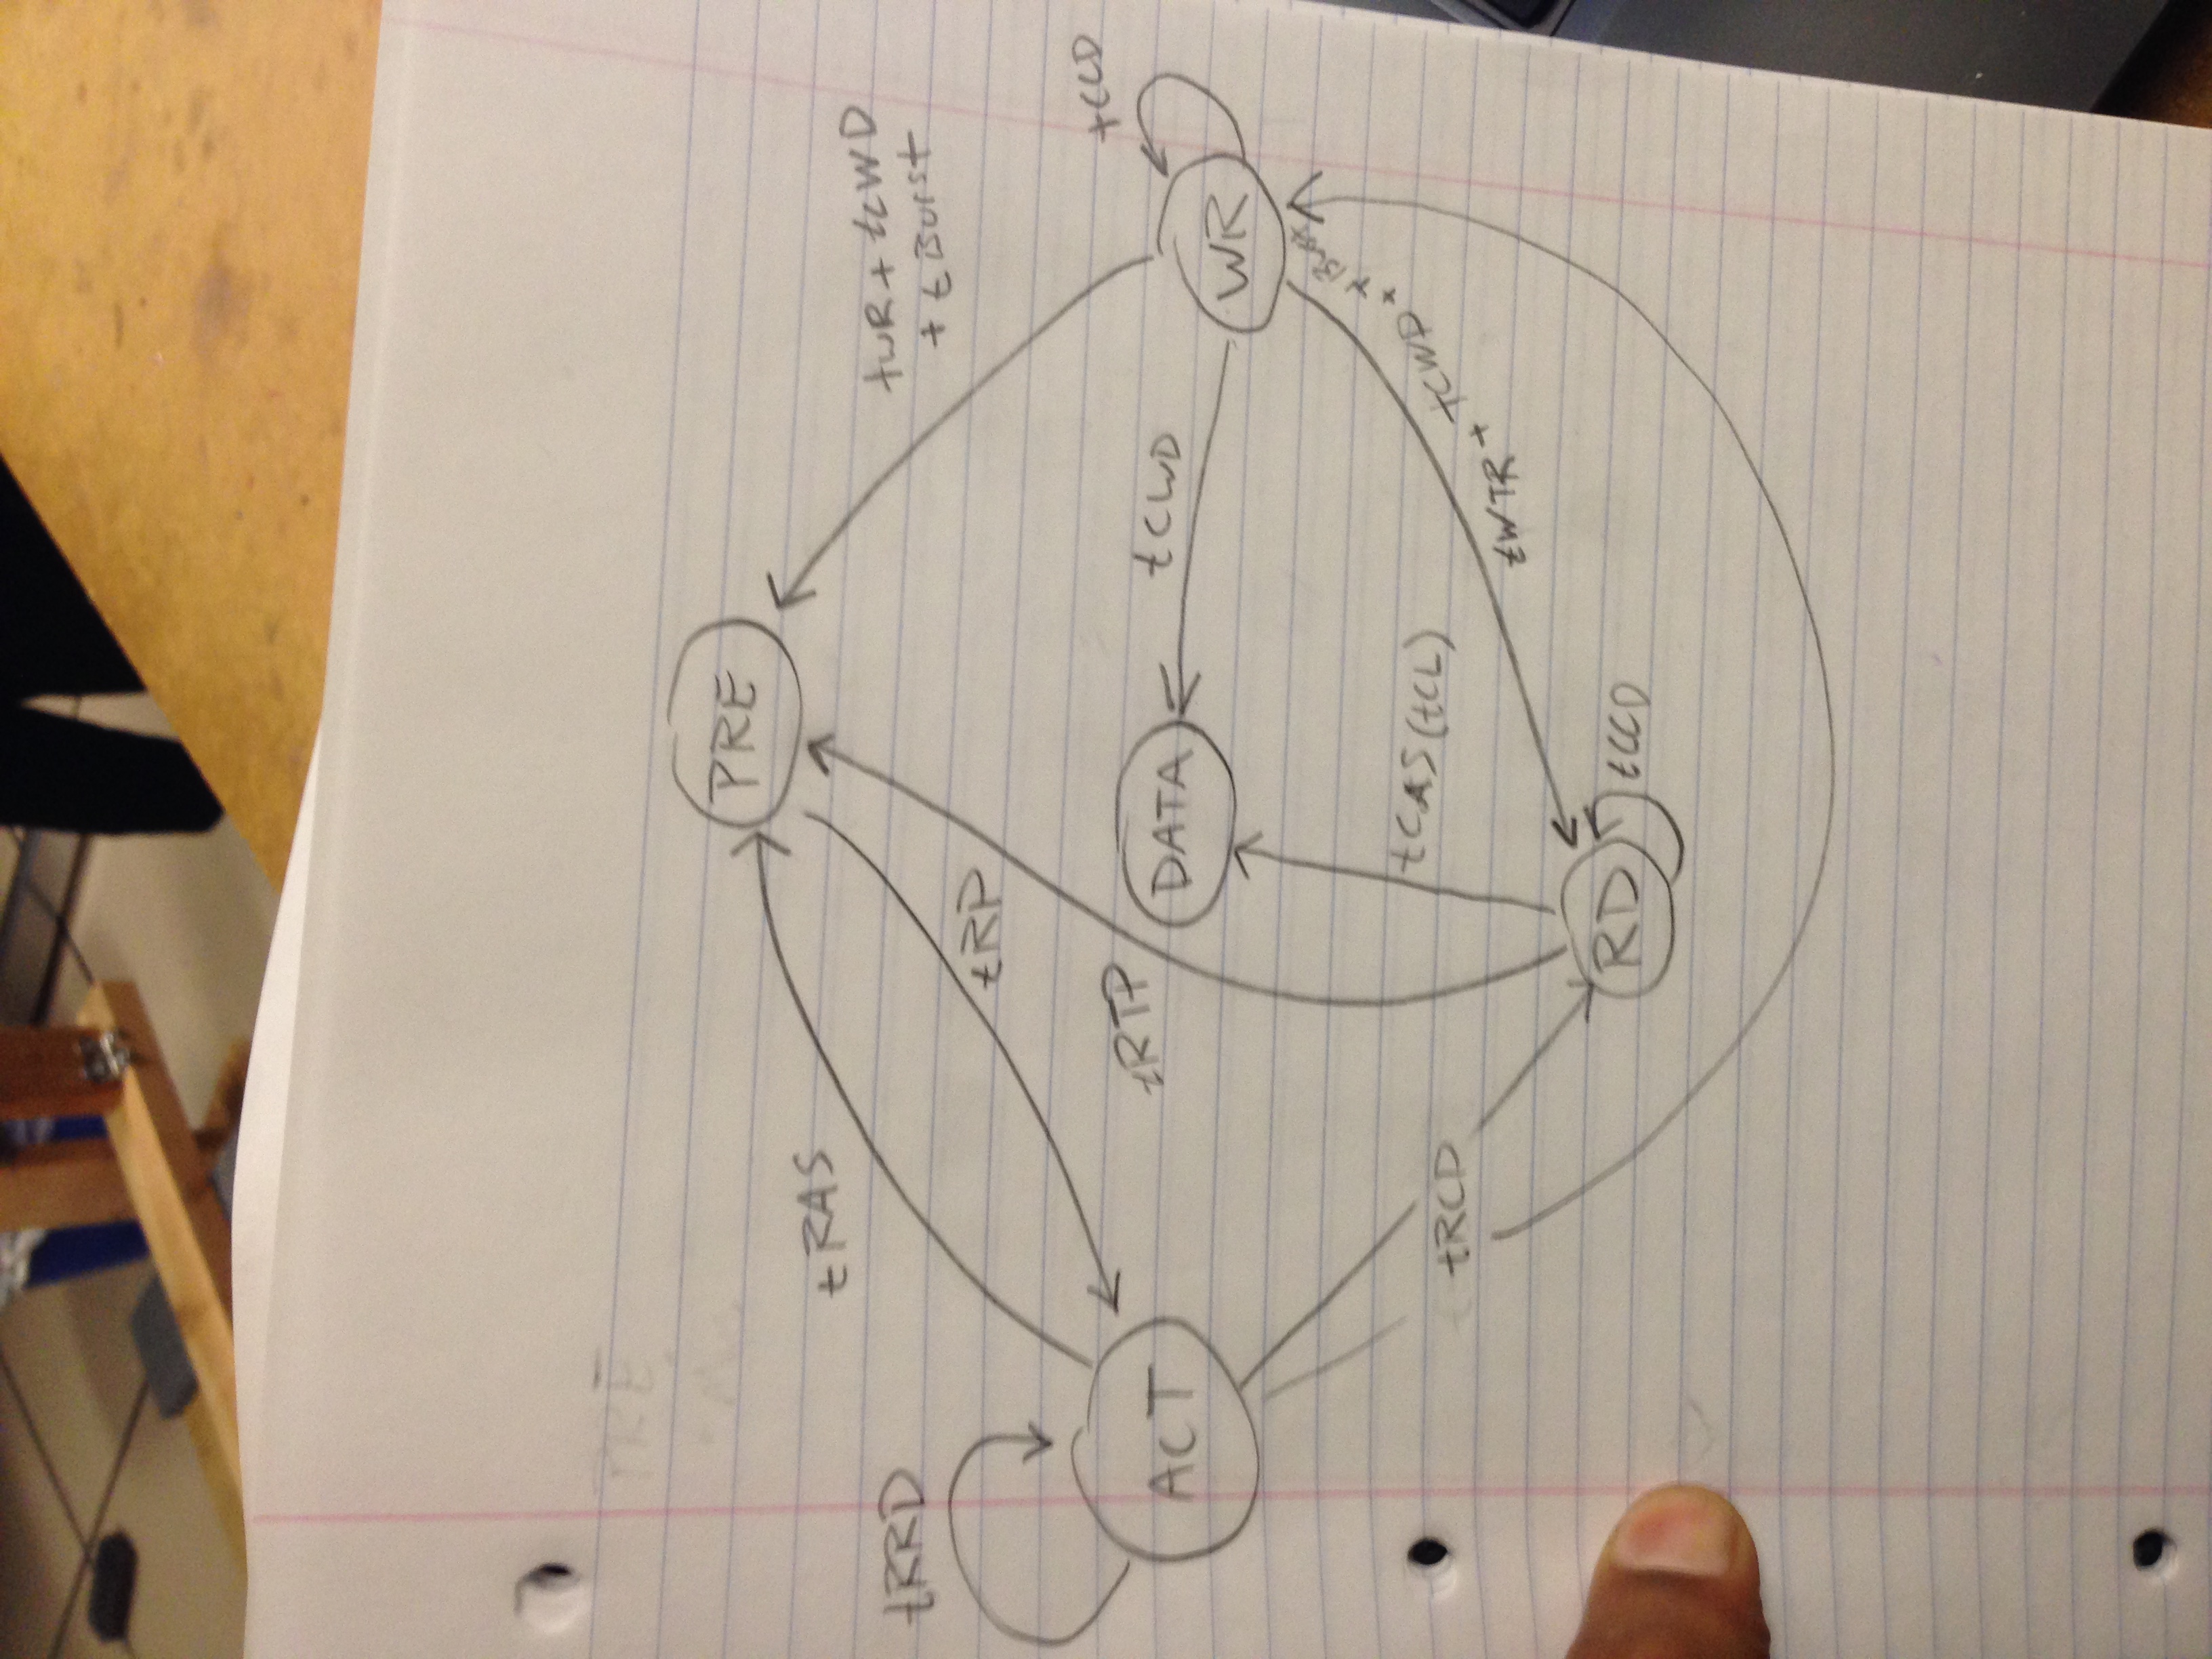 PRE
PRE
tRAS
tWR + tCWD
+ tBurst
tRRD
tRP
tCCD
tRTP
DATA
tCWD
ACT
WR
tCAS (tCL)
tRCD
tWTR + tCWD +
RD
tCCD